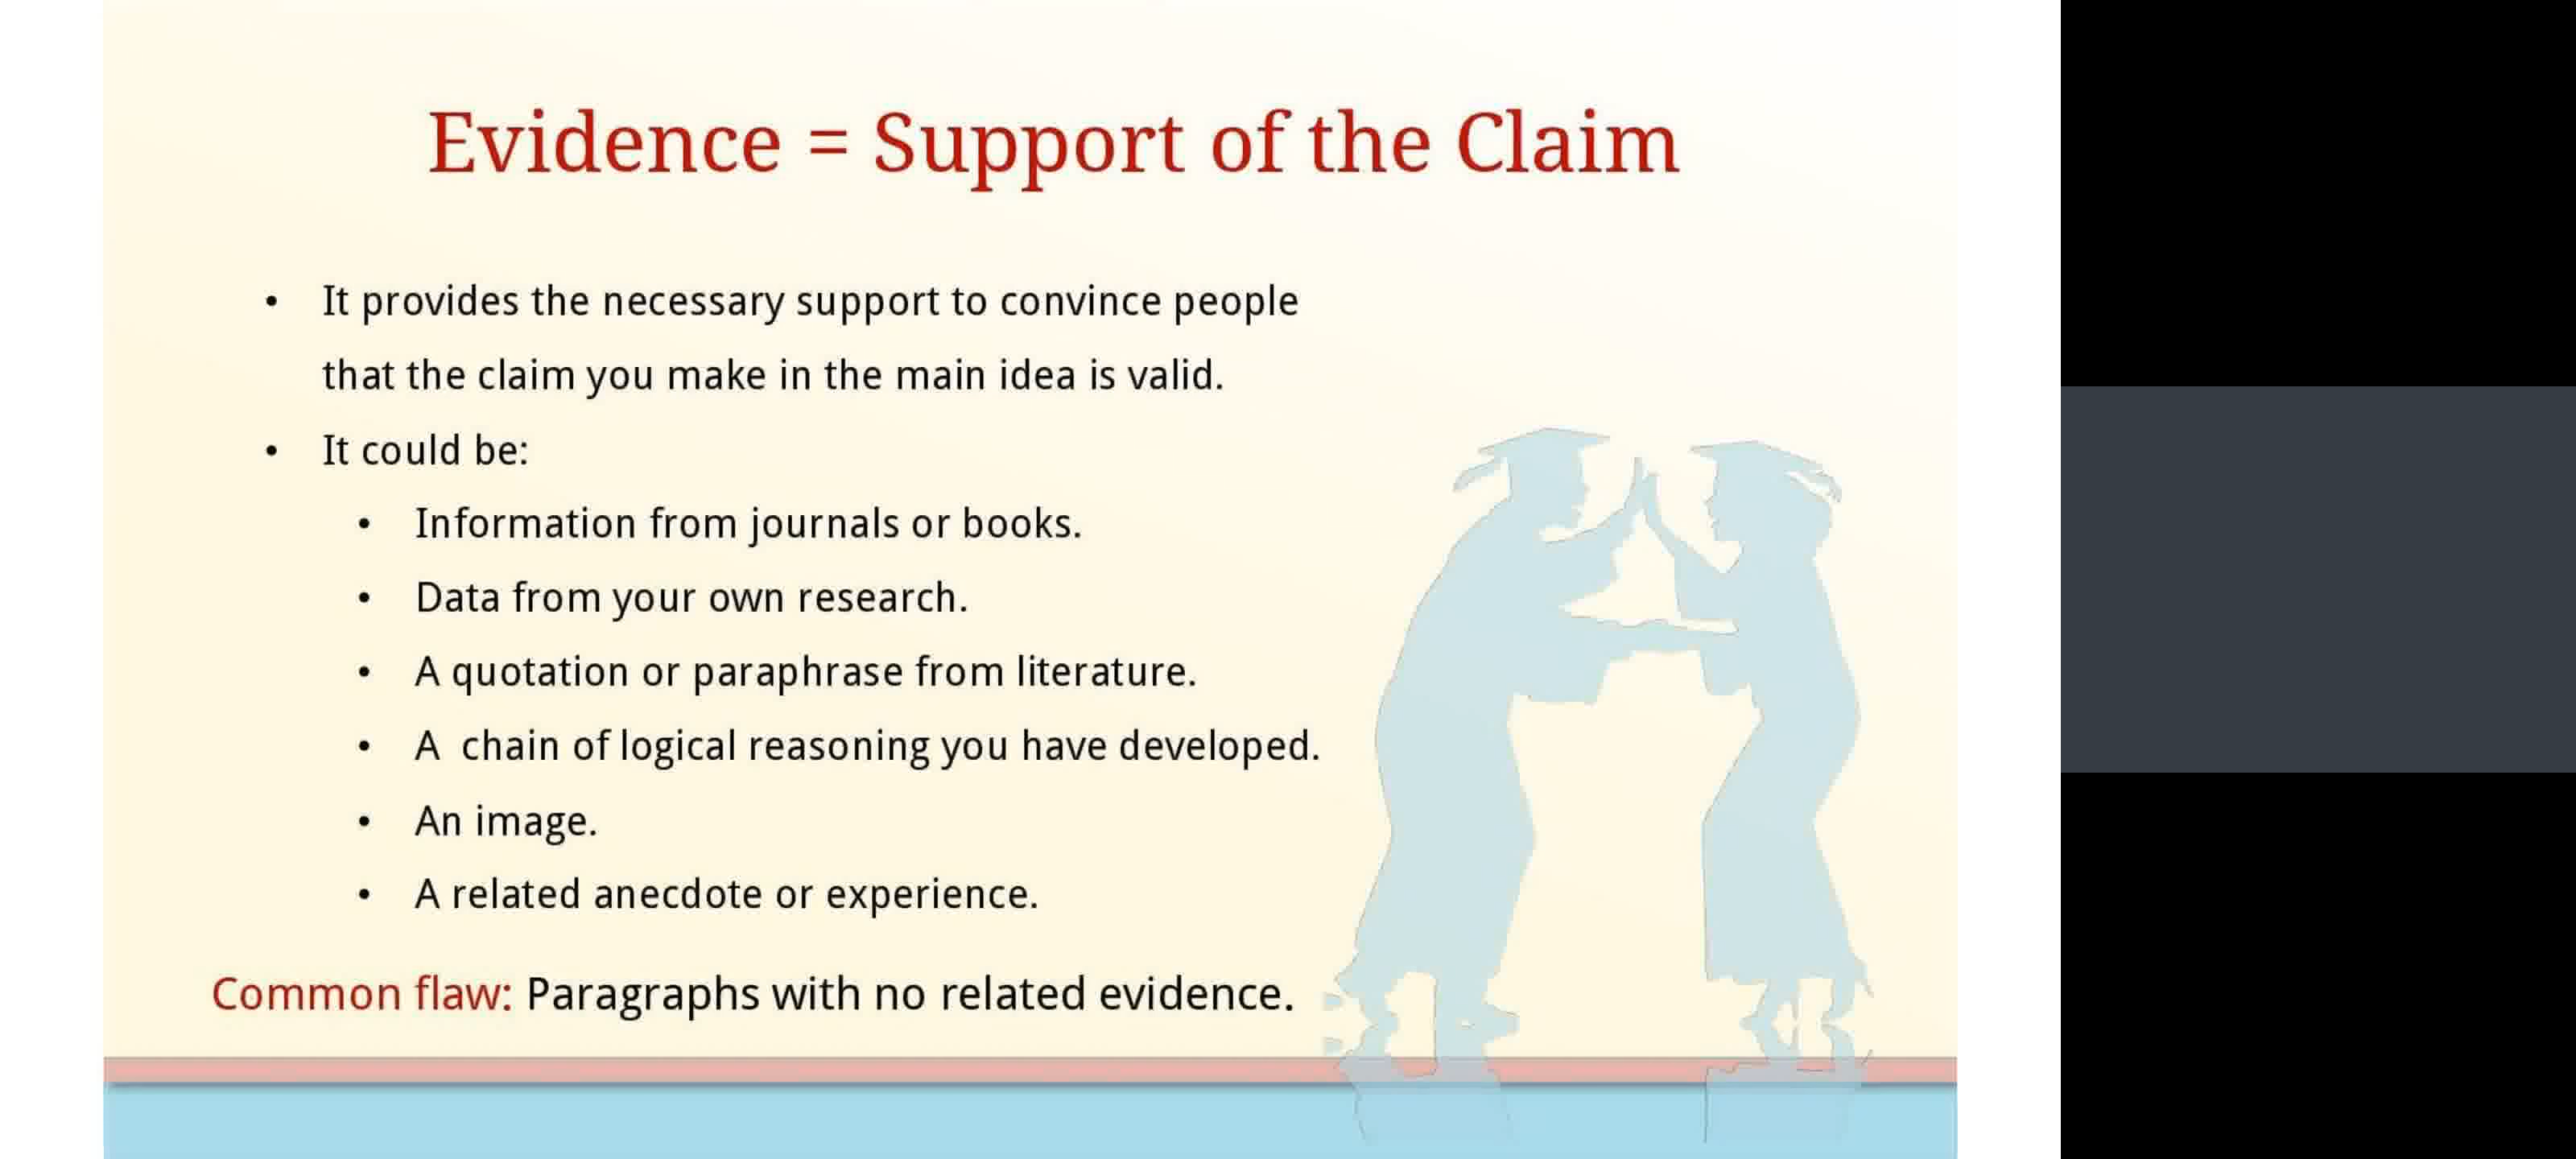 Evidence = Support of the Claim
• It provides the necessary support to convince people
that the claim you make in the main idea is valid.
• It could be:
• Information from journals or books.
• Data from your own research.
• A quotation or paraphrase from literature.
• A  chain of logical reasoning you have developed.
• An image.
• A related anecdote or experience.
Common flaw: Paragraphs with no related evidence.